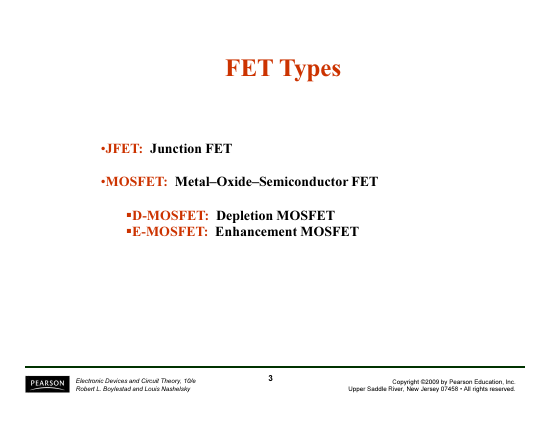 FET Types
•JFET: Junction FET
•MOSFET: Metal–Oxide–Semiconductor FET
▪D-MOSFET: Depletion MOSFET
▪E-MOSFET: Enhancement MOSFET
PEARSON
Electronic Devices and Circuit Theory, 10/e
Robert L. Boylestad and Louis Nashelsky
3
Copyright ©2009 by Pearson Education, Inc.
Upper Saddle River, New Jersey 07458 • All rights reserved.